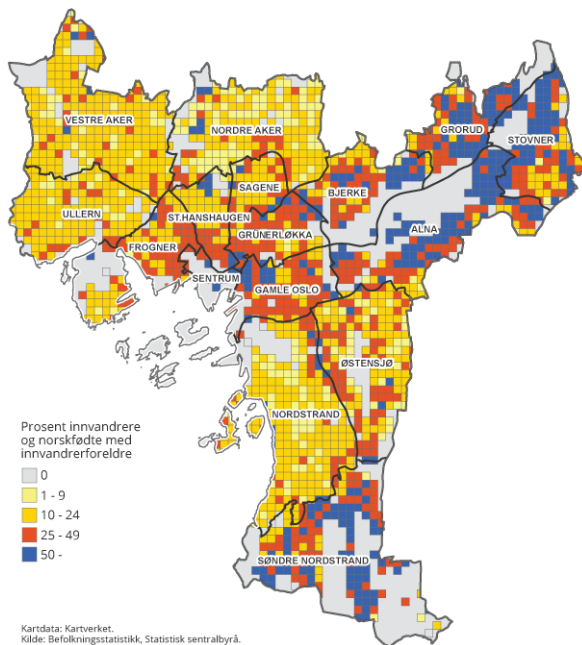 VESTRE AKER
NORDRE AKER
GRORUD
STOVNER
SAGENE
BJERKE
ULLERN
ST.HANSHAUGEN
GRÜNERLØKKA
ALNA
FROGNER
SENTRUM
GAMLE OSLO
ØSTENSJØ
NORDSTRAND
SØNDRE NORDSTRAND
Prosent innvandrere
og norskfødte med
innvandrerforeldre
0
1 - 9
10 - 24
25 - 49
50 -
Kartdata: Kartverket.
Kilde: Befolkningsstatistikk, Statistisk sentralbyrå.